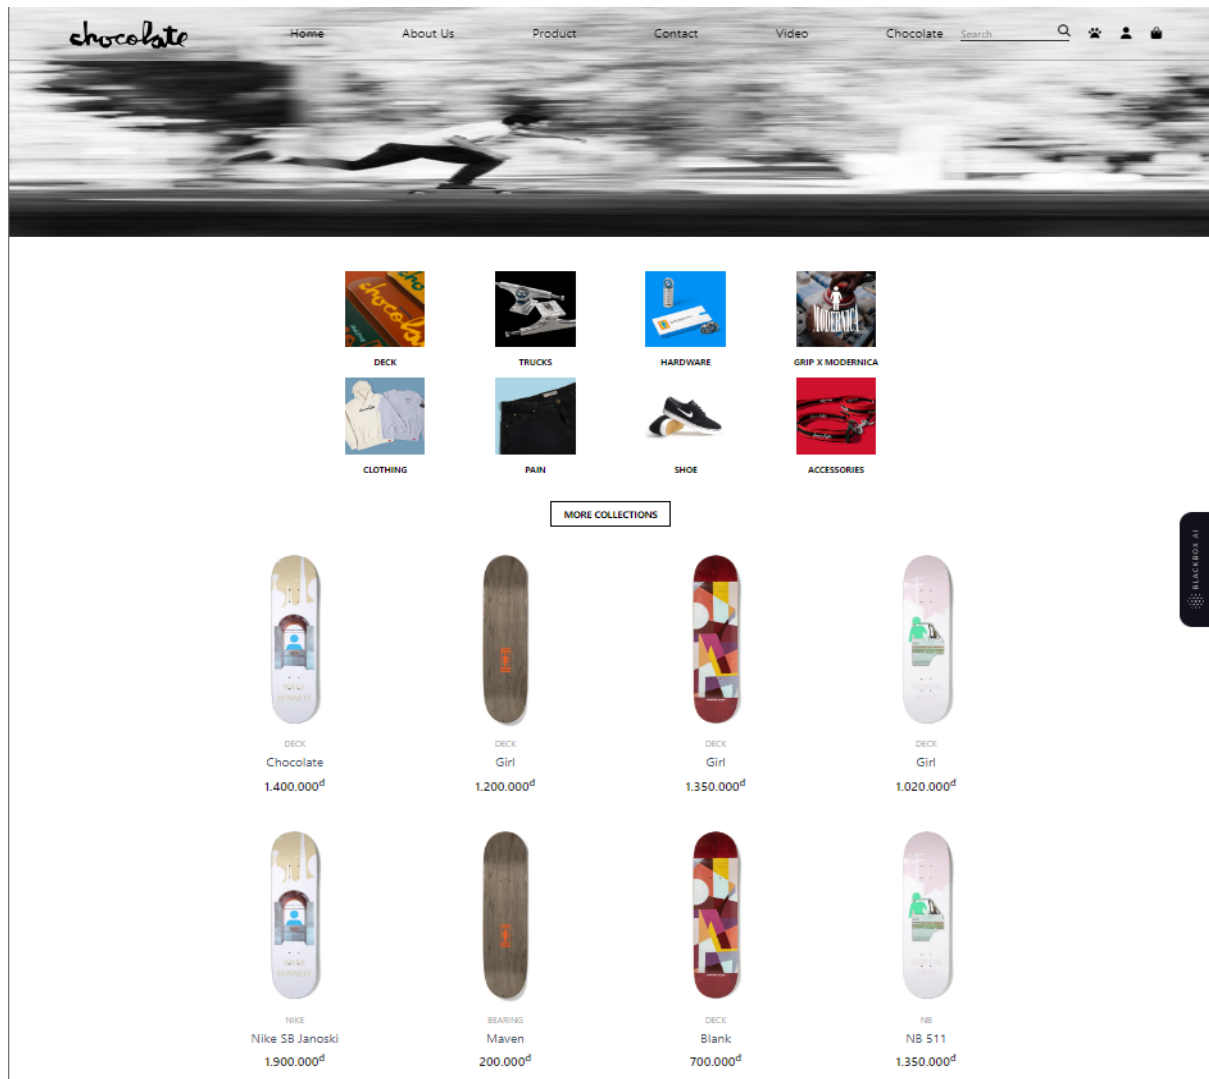 chocolate Home About Us Product Contact Video Chocolate Search
chocola
MODERNICA
DECK TRUCKS HARDWARE GRIP X MODERNICA
CLOTHING PAIN SHOE ACCESSORIES
MORE COLLECTIONS
BLACKBOX AI
DECK DECK DECK DECK
Chocolate Girl Girl Girl
1.400.000đ 1.200.000đ 1.350.000đ 1.020.000đ
NIKE BEARING DECK NB
Nike SB Janoski Maven Blank NB 511
1.900.000đ 200.000đ 700.000đ 1.350.000đ